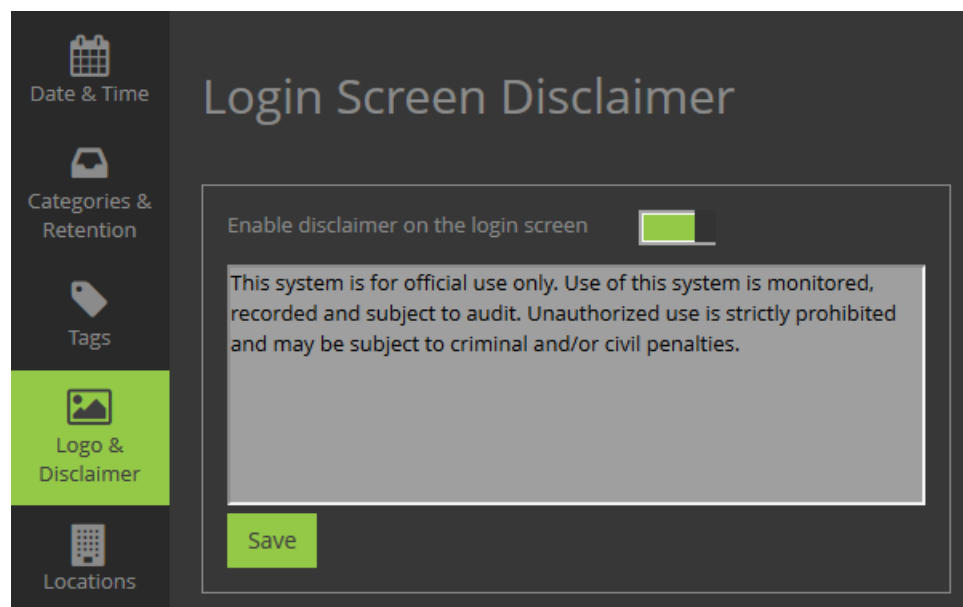 Date & Time
Categories &
Retention
Tags
Logo &
Disclaimer
Locations
Login Screen Disclaimer
Enable disclaimer on the login screen
This system is for official use only. Use of this system is monitored,
recorded and subject to audit. Unauthorized use is strictly prohibited
and may be subject to criminal and/or civil penalties.
Save